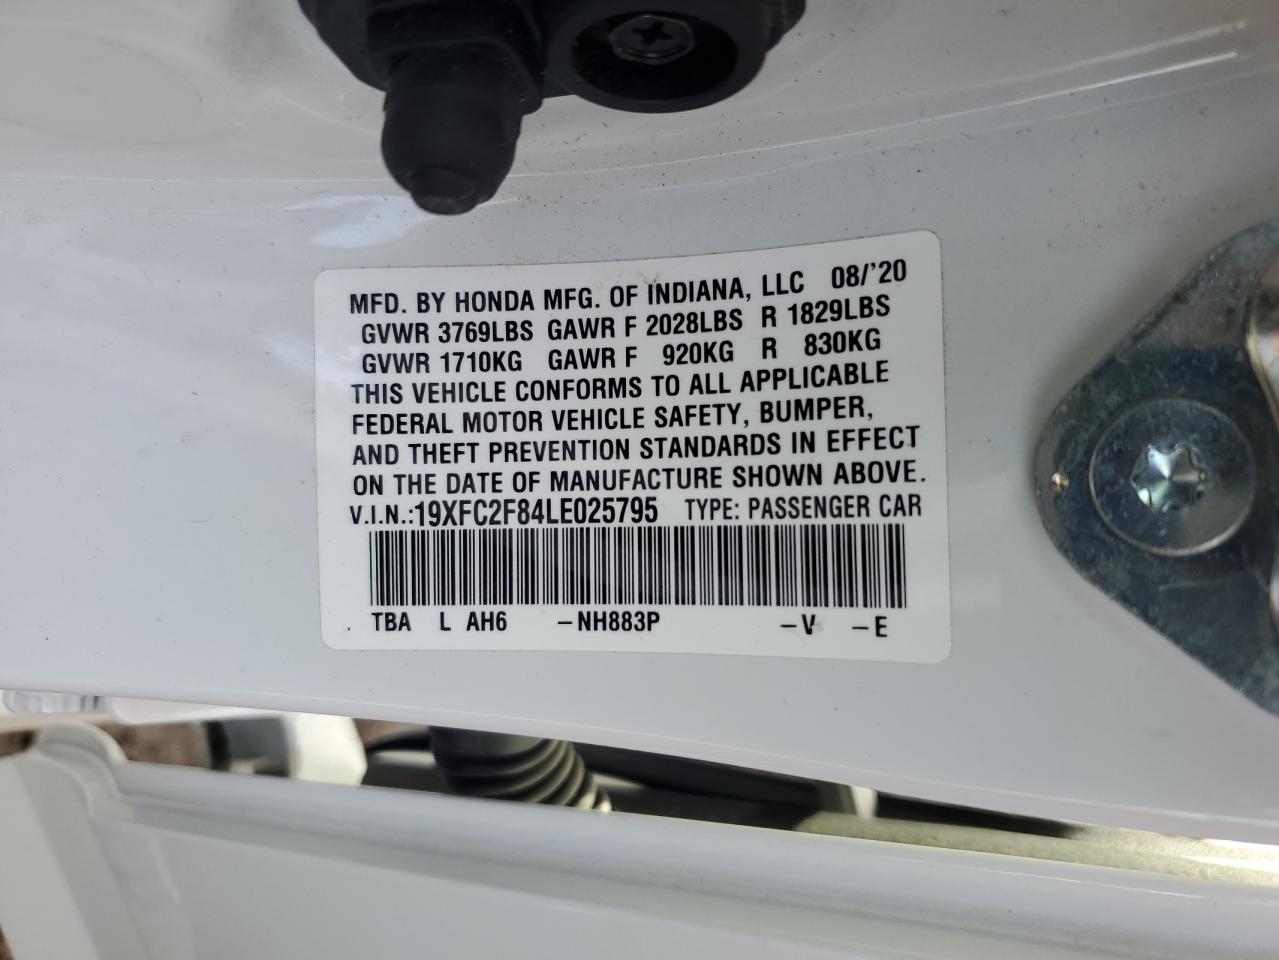 MFD. BY HONDA MFG. OF INDIANA, LLC 08/'20
GVWR 3769LBS GAWR F 2028LBS R 1829LBS
GVWR 1710KG GAWR F 920KG R 830KG
THIS VEHICLE CONFORMS TO ALL APPLICABLE
FEDERAL MOTOR VEHICLE SAFETY, BUMPER,
AND THEFT PREVENTION STANDARDS IN EFFECT
ON THE DATE OF MANUFACTURE SHOWN ABOVE.
V.I.N.:19XFC2F84LE025795 TYPE: PASSENGER CAR
TBA L AH6 -NH883P -V -E